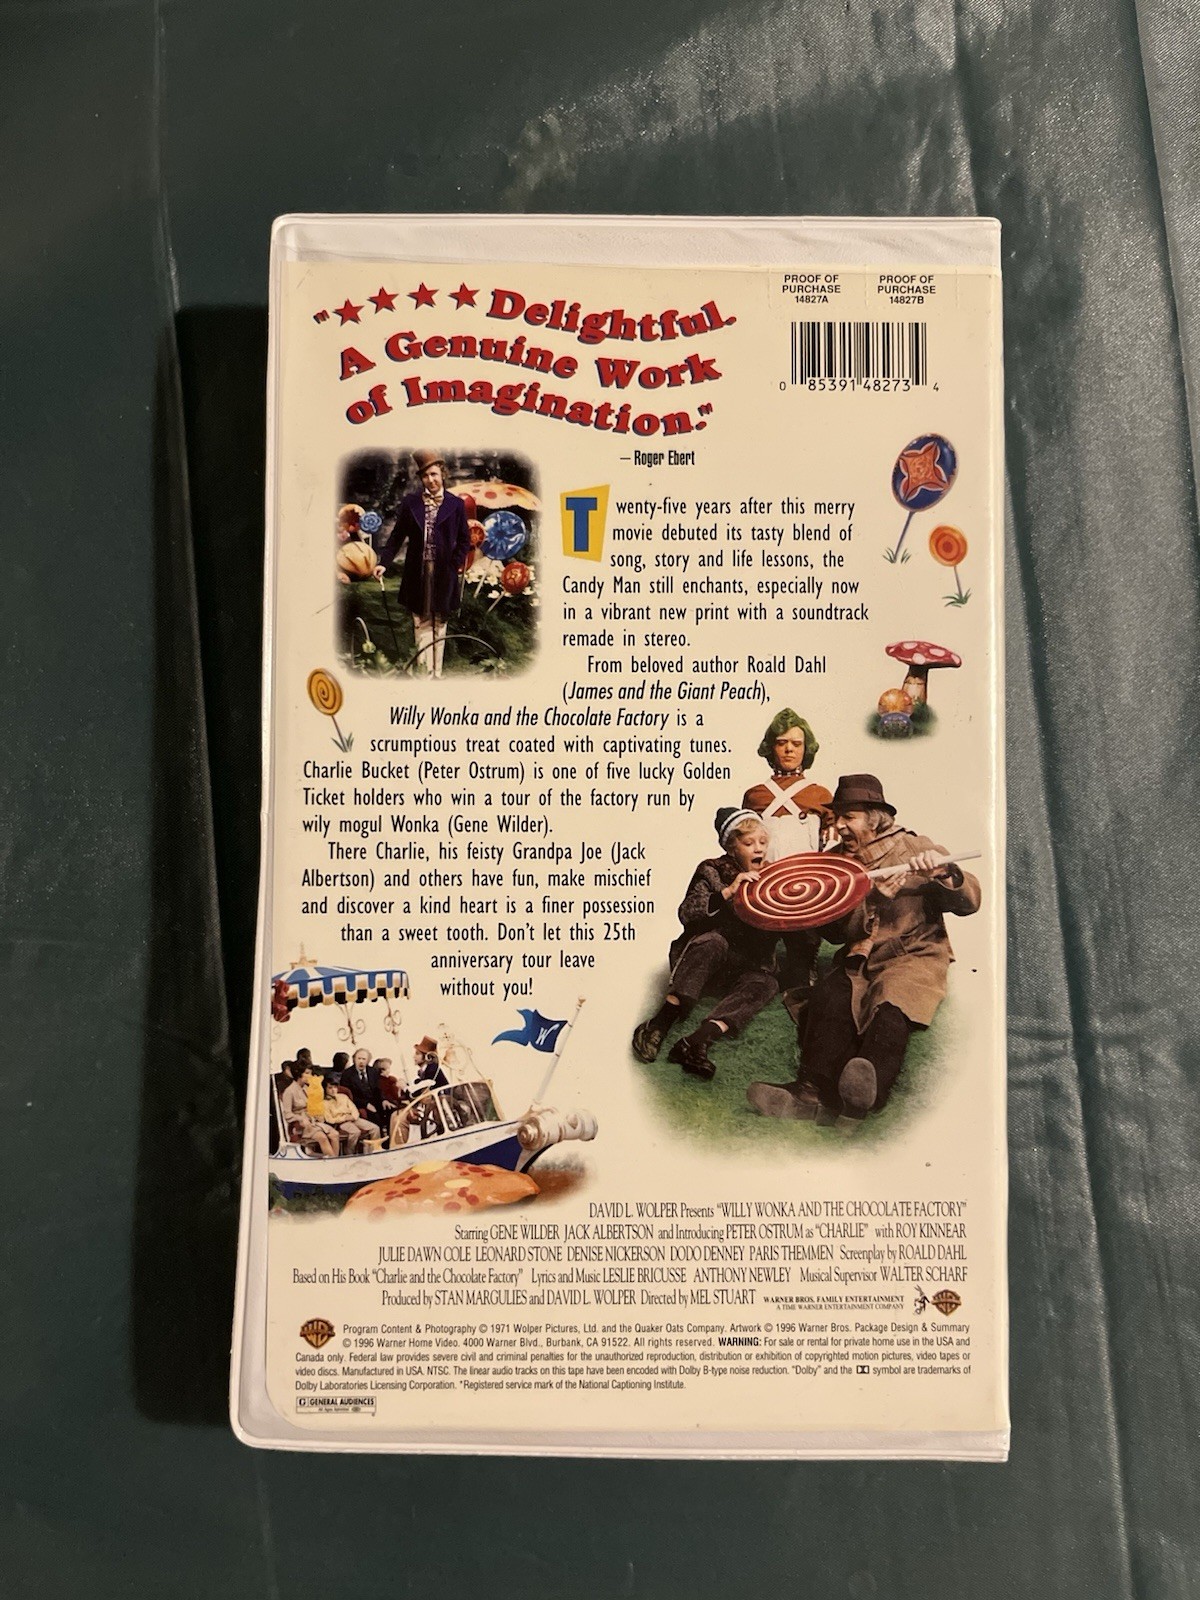 PROOF OF PURCHASE 14827A
PROOF OF PURCHASE 14827B
"★★★★ Delightful.
A Genuine Work
of Imagination."
— Roger Ebert
0 85391 48273 4
Twenty-five years after this merry
movie debuted its tasty blend of
song, story and life lessons, the
Candy Man still enchants, especially now
in a vibrant new print with a soundtrack
remade in stereo.
From beloved author Roald Dahl
(James and the Giant Peach),
Willy Wonka and the Chocolate Factory is a
scrumptious treat coated with captivating tunes.
Charlie Bucket (Peter Ostrum) is one of five lucky Golden
Ticket holders who win a tour of the factory run by
wily mogul Wonka (Gene Wilder).
There Charlie, his feisty Grandpa Joe (Jack
Albertson) and others have fun, make mischief
and discover a kind heart is a finer possession
than a sweet tooth. Don't let this 25th
anniversary tour leave
without you!
W
DAVID L. WOLPER Presents "WILLY WONKA AND THE CHOCOLATE FACTORY"
Starring GENE WILDER JACK ALBERTSON and Introducing PETER OSTRUM as "CHARLIE" with ROY KINNEAR
JULIE DAWN COLE LEONARD STONE DENISE NICKERSON DODO DENNEY PARIS THEMMEN Screenplay by ROALD DAHL
Based on His Book "Charlie and the Chocolate Factory" Lyrics and Music LESLIE BRICUSSE ANTHONY NEWLEY Musical Supervisor WALTER SCHARF
Produced by STAN MARGULIES and DAVID L. WOLPER Directed by MEL STUART
WARNER BROS. FAMILY ENTERTAINMENT
A TIME WARNER ENTERTAINMENT COMPANY
Program Content & Photography © 1971 Wolper Pictures, Ltd. and the Quaker Oats Company. Artwork © 1996 Warner Bros. Package Design & Summary
© 1996 Warner Home Video. 4000 Warner Blvd., Burbank, CA 91522. All rights reserved. WARNING: For sale or rental for private home use in the USA and
Canada only. Federal law provides severe civil and criminal penalties for the unauthorized reproduction, distribution or exhibition of copyrighted motion pictures, video tapes or
video discs. Manufactured in USA. NTSC. The linear audio tracks on this tape have been encoded with Dolby B-type noise reduction. "Dolby" and the symbol are trademarks of
Dolby Laboratories Licensing Corporation. *Registered service mark of the National Captioning Institute.
G GENERAL AUDIENCES
All Ages Admitted